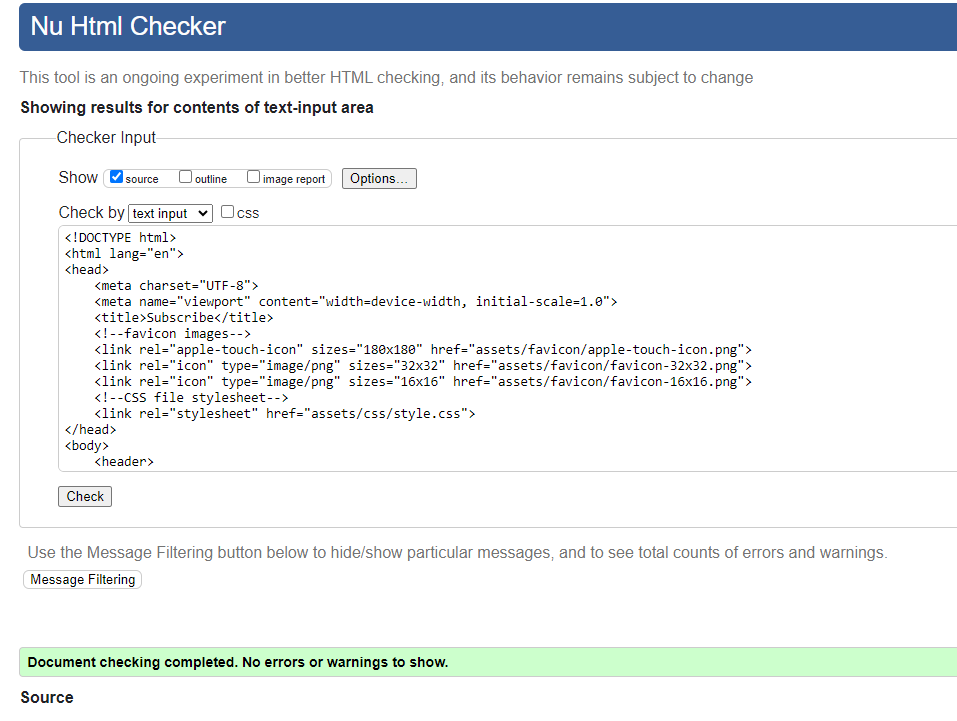 Nu Html Checker
This tool is an ongoing experiment in better HTML checking, and its behavior remains subject to change
Showing results for contents of text-input area
Checker Input
Show source outline image report Options...
Check by text input css
<!DOCTYPE html>
<html lang="en">
<head>
    <meta charset="UTF-8">
    <meta name="viewport" content="width=device-width, initial-scale=1.0">
    <title>Subscribe</title>
    <!--favicon images-->
    <link rel="apple-touch-icon" sizes="180x180" href="assets/favicon/apple-touch-icon.png">
    <link rel="icon" type="image/png" sizes="32x32" href="assets/favicon/favicon-32x32.png">
    <link rel="icon" type="image/png" sizes="16x16" href="assets/favicon/favicon-16x16.png">
    <!--CSS file stylesheet-->
    <link rel="stylesheet" href="assets/css/style.css">
</head>
<body>
    <header>
Check
Use the Message Filtering button below to hide/show particular messages, and to see total counts of errors and warnings.
Message Filtering
Document checking completed. No errors or warnings to show.
Source